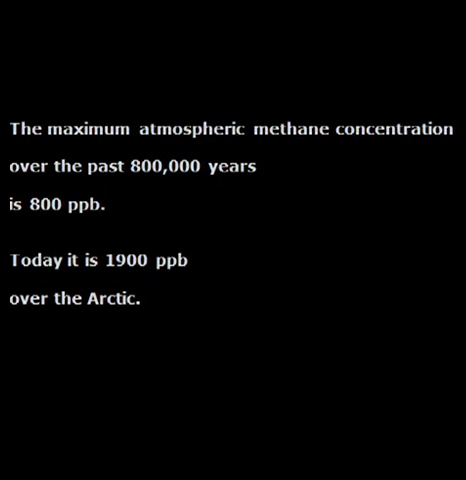 The maximum atmospheric methane concentration
over the past 800,000 years
is 800 ppb.
Today it is 1900 ppb
over the Arctic.